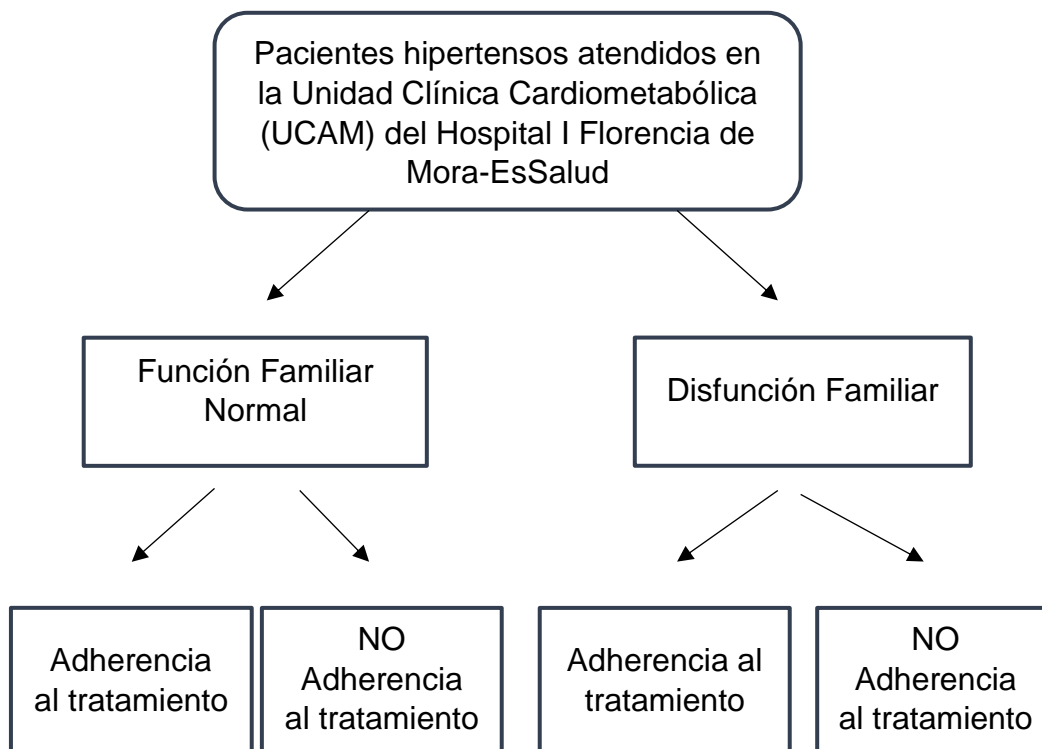 Pacientes hipertensos atendidos en
la Unidad Clínica Cardiometabólica
(UCAM) del Hospital I Florencia de
Mora-EsSalud
Función Familiar
Normal
Disfunción Familiar
Adherencia
al tratamiento
NO
Adherencia
al tratamiento
Adherencia al
tratamiento
NO
Adherencia
al tratamiento